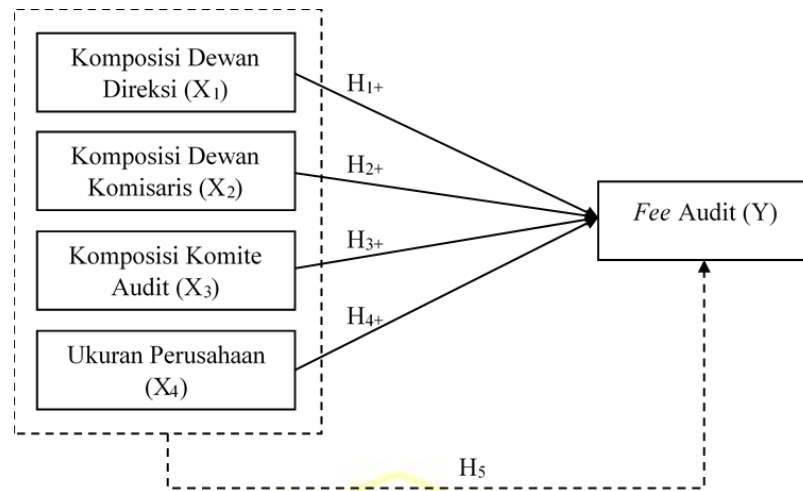 Komposisi Dewan
Direksi (X₁)
H₁₊
Komposisi Dewan
Komisaris (X₂)
H₂₊
Komposisi Komite
Audit (X₃)
H₃₊
Ukuran Perusahaan
(X₄)
H₄₊
Fee Audit (Y)
H₅